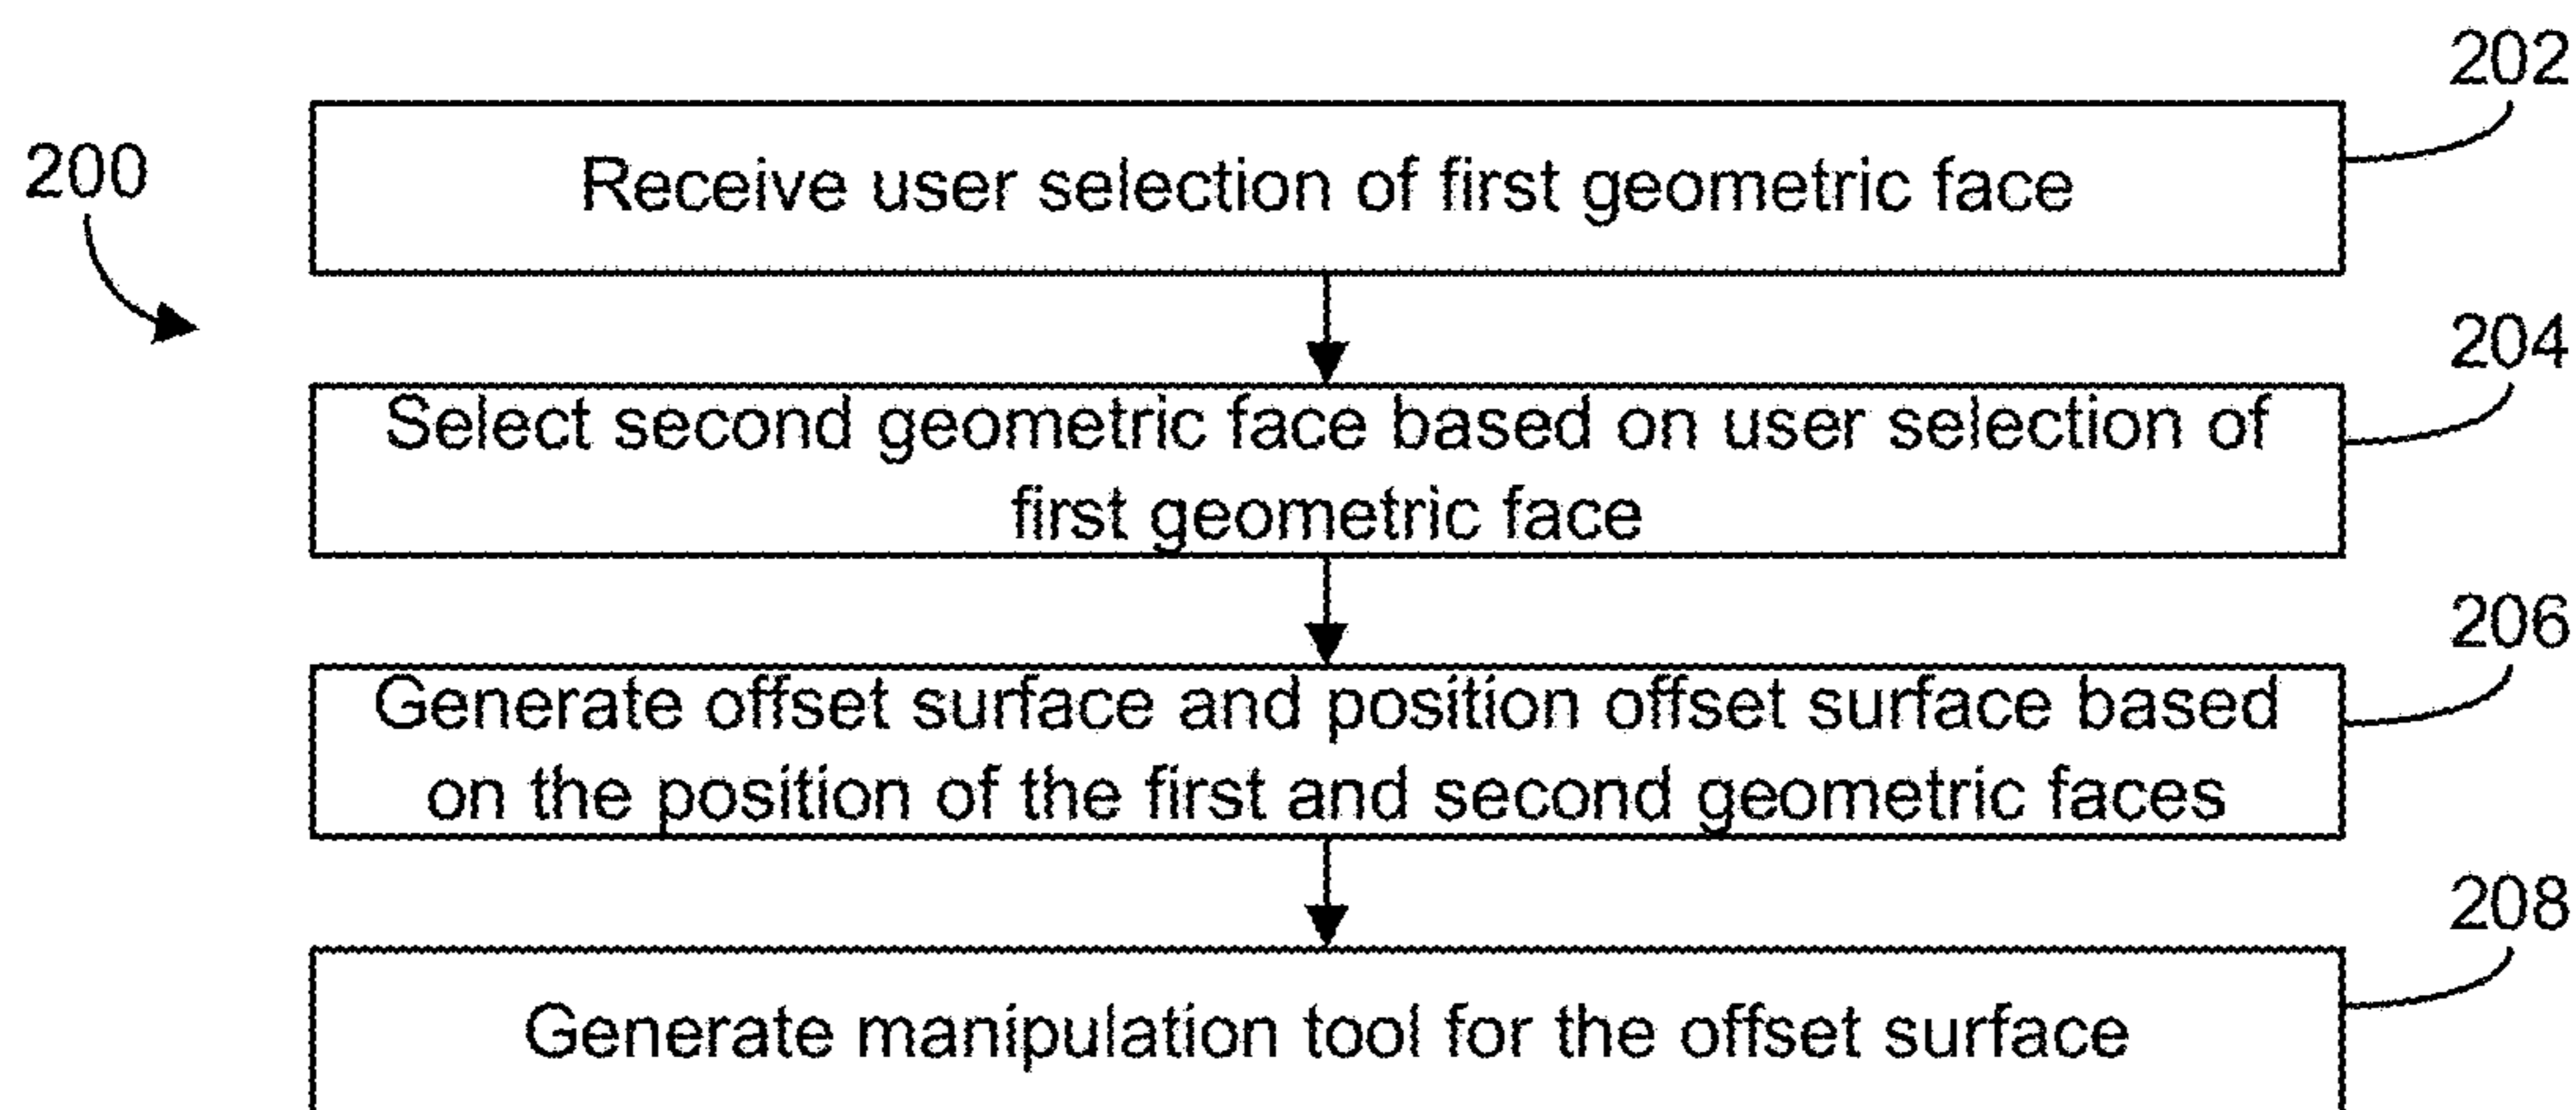 202
200
Receive user selection of first geometric face
204
Select second geometric face based on user selection of
first geometric face
206
Generate offset surface and position offset surface based
on the position of the first and second geometric faces
208
Generate manipulation tool for the offset surface